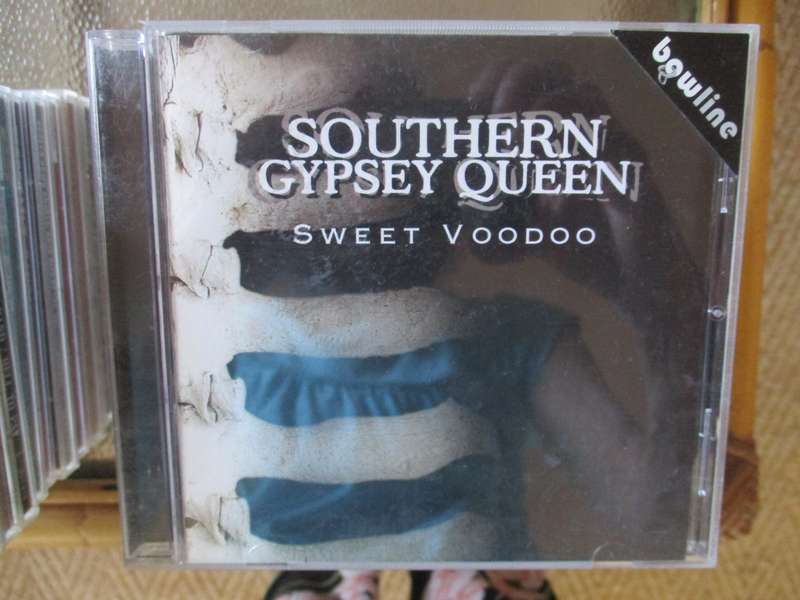 bowline
SOUTHERN
GYPSEY QUEEN
SWEET VOODOO